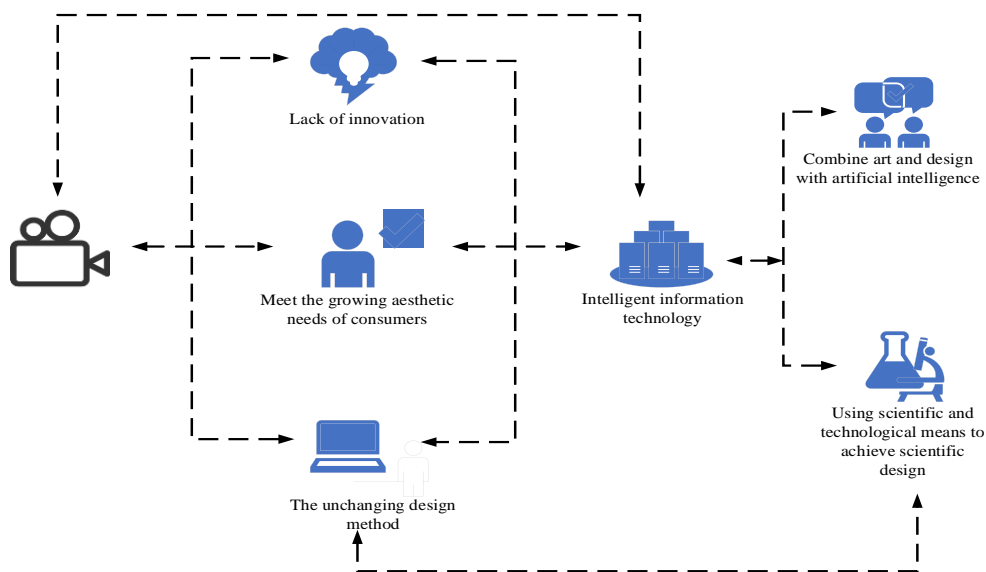 Lack of innovation
Meet the growing aesthetic
needs of consumers
The unchanging design
method
Intelligent information
technology
Combine art and design
with artificial intelligence
Using scientific and
technological means to
achieve scientific
design